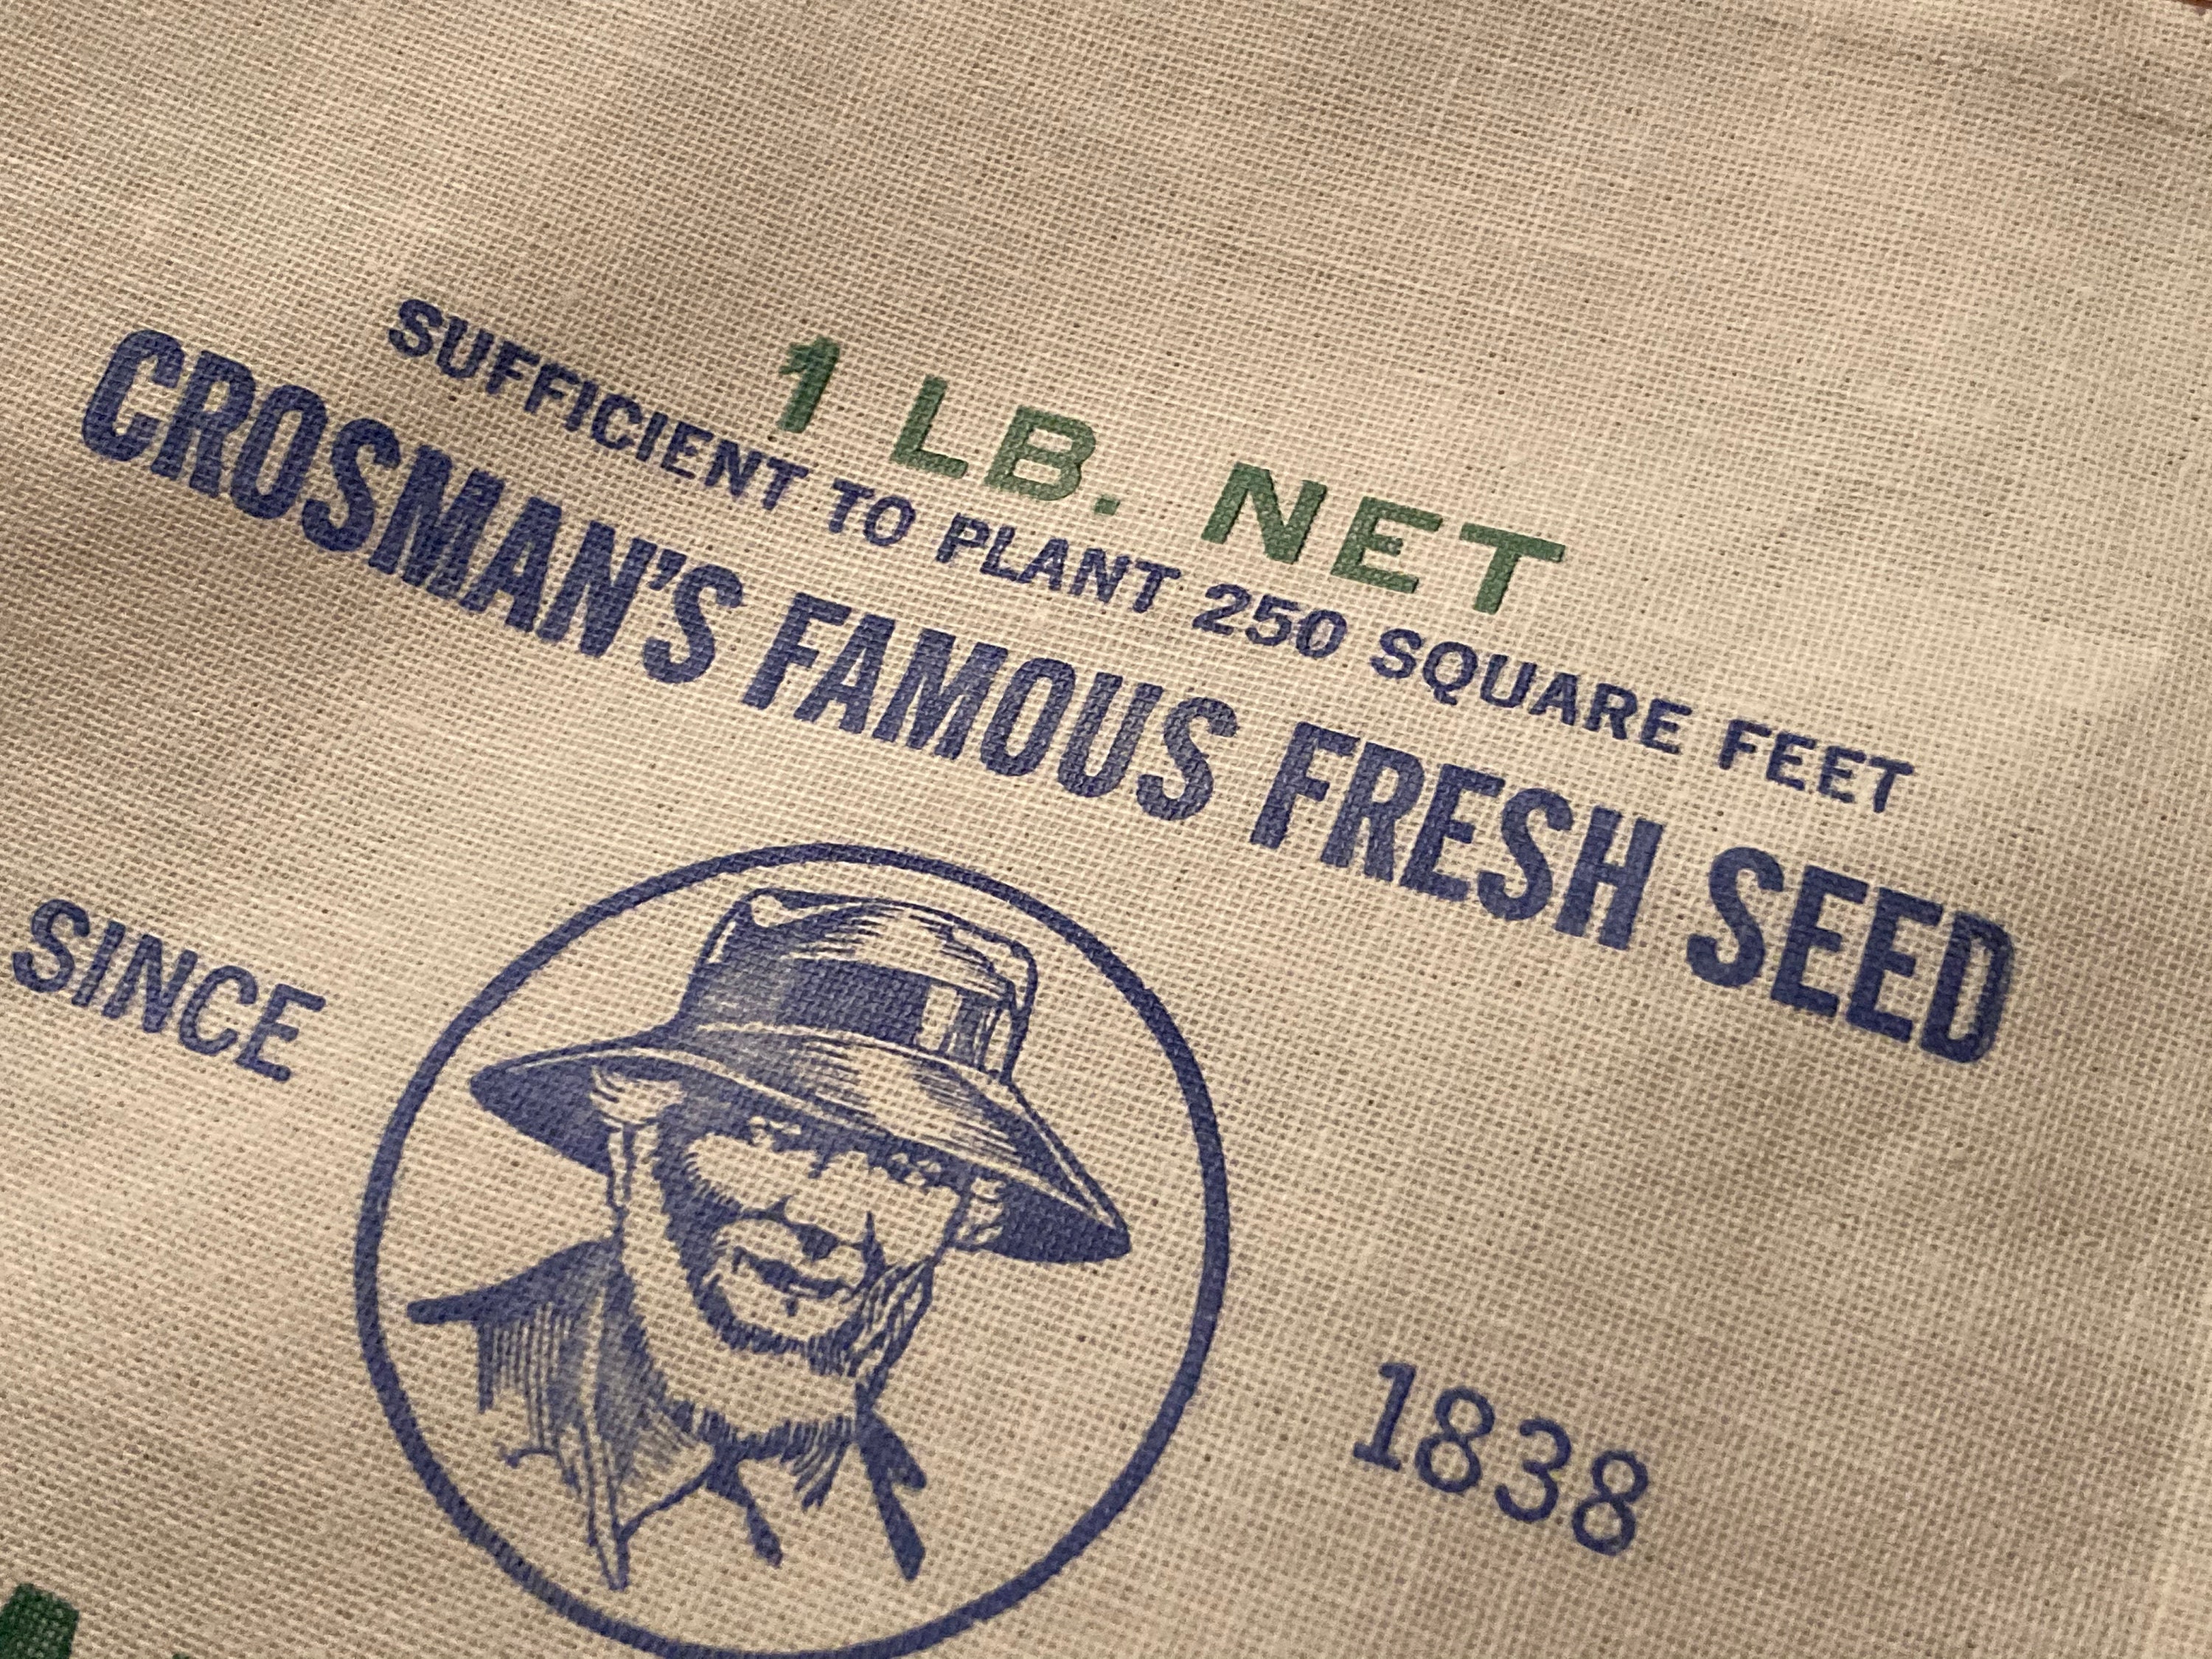 1 LB. NET
SUFFICIENT TO PLANT 250 SQUARE FEET
CROSMAN'S FAMOUS FRESH SEED
SINCE
1838